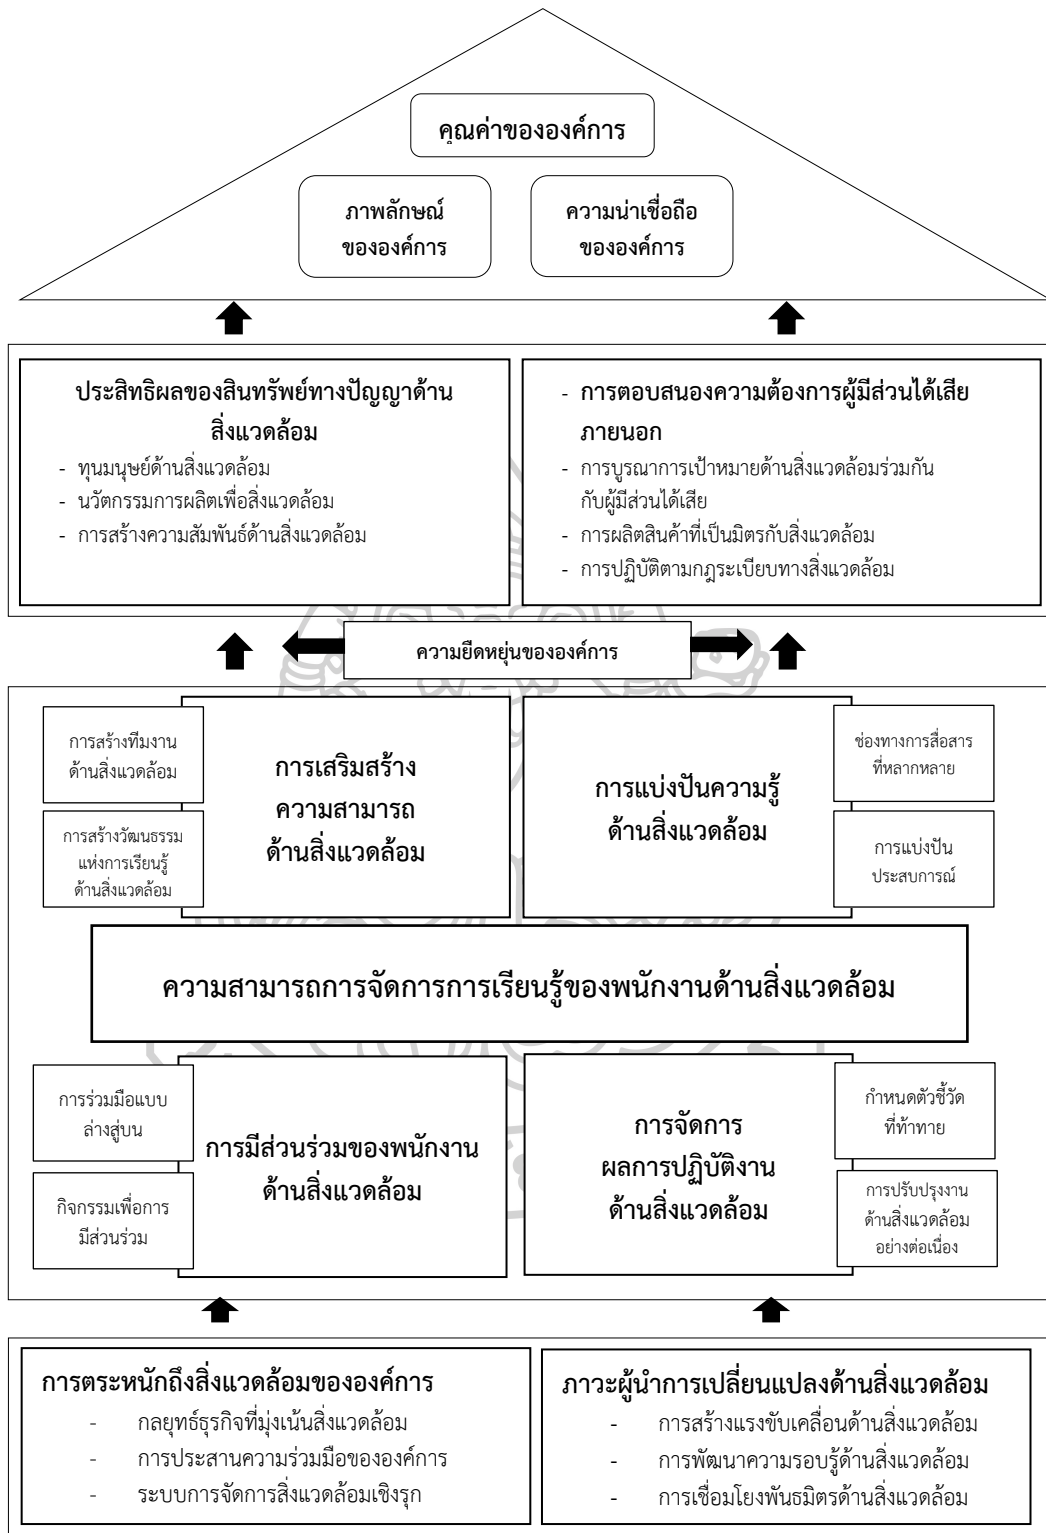 คุณค่าขององค์การ
ภาพลักษณ์
ขององค์การ
ความน่าเชื่อถือ
ขององค์การ
ประสิทธิผลของสินทรัพย์ทางปัญญาด้าน
สิ่งแวดล้อม
- ทุนมนุษย์ด้านสิ่งแวดล้อม
- นวัตกรรมการผลิตเพื่อสิ่งแวดล้อม
- การสร้างความสัมพันธ์ด้านสิ่งแวดล้อม
- การตอบสนองความต้องการผู้มีส่วนได้เสีย
ภายนอก
- การบูรณาการเป้าหมายด้านสิ่งแวดล้อมร่วมกัน
กับผู้มีส่วนได้เสีย
- การผลิตสินค้าที่เป็นมิตรกับสิ่งแวดล้อม
- การปฏิบัติตามกฎระเบียบทางสิ่งแวดล้อม
ความยืดหยุ่นขององค์การ
การสร้างทีมงาน
ด้านสิ่งแวดล้อม
การสร้างวัฒนธรรม
แห่งการเรียนรู้
ด้านสิ่งแวดล้อม
การเสริมสร้าง
ความสามารถ
ด้านสิ่งแวดล้อม
การแบ่งปันความรู้
ด้านสิ่งแวดล้อม
ช่องทางการสื่อสาร
ที่หลากหลาย
การแบ่งปัน
ประสบการณ์
ความสามารถการจัดการการเรียนรู้ของพนักงานด้านสิ่งแวดล้อม
การร่วมมือแบบ
ล่างสู่บน
กิจกรรมเพื่อการ
มีส่วนร่วม
การมีส่วนร่วมของพนักงาน
ด้านสิ่งแวดล้อม
การจัดการ
ผลการปฏิบัติงาน
ด้านสิ่งแวดล้อม
กำหนดตัวชี้วัด
ที่ท้าทาย
การปรับปรุงงาน
ด้านสิ่งแวดล้อม
อย่างต่อเนื่อง
การตระหนักถึงสิ่งแวดล้อมขององค์การ
- กลยุทธ์ธุรกิจที่มุ่งเน้นสิ่งแวดล้อม
- การประสานความร่วมมือขององค์การ
- ระบบการจัดการสิ่งแวดล้อมเชิงรุก
ภาวะผู้นำการเปลี่ยนแปลงด้านสิ่งแวดล้อม
- การสร้างแรงขับเคลื่อนด้านสิ่งแวดล้อม
- การพัฒนาความรอบรู้ด้านสิ่งแวดล้อม
- การเชื่อมโยงพันธมิตรด้านสิ่งแวดล้อม